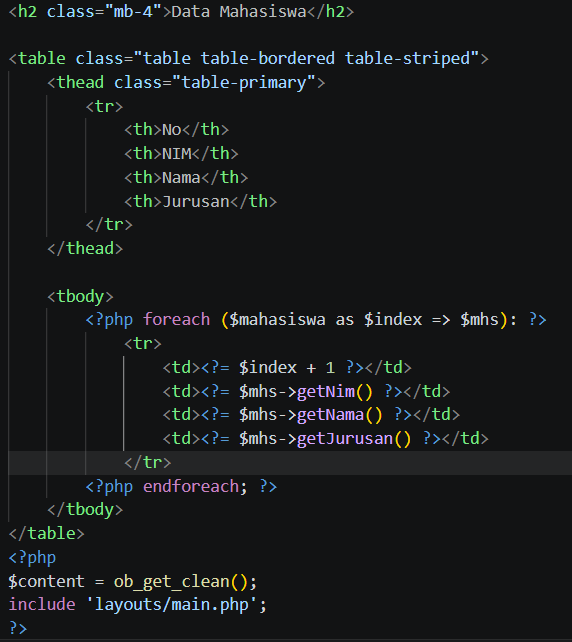 <h2 class="mb-4">Data Mahasiswa</h2>

<table class="table table-bordered table-striped">
    <thead class="table-primary">
        <tr>
            <th>No</th>
            <th>NIM</th>
            <th>Nama</th>
            <th>Jurusan</th>
        </tr>
    </thead>

    <tbody>
        <?php foreach ($mahasiswa as $index => $mhs): ?>
            <tr>
                <td><?= $index + 1 ?></td>
                <td><?= $mhs->getNim() ?></td>
                <td><?= $mhs->getNama() ?></td>
                <td><?= $mhs->getJurusan() ?></td>
            </tr>
        <?php endforeach; ?>
    </tbody>
</table>
<?php
$content = ob_get_clean();
include 'layouts/main.php';
?>